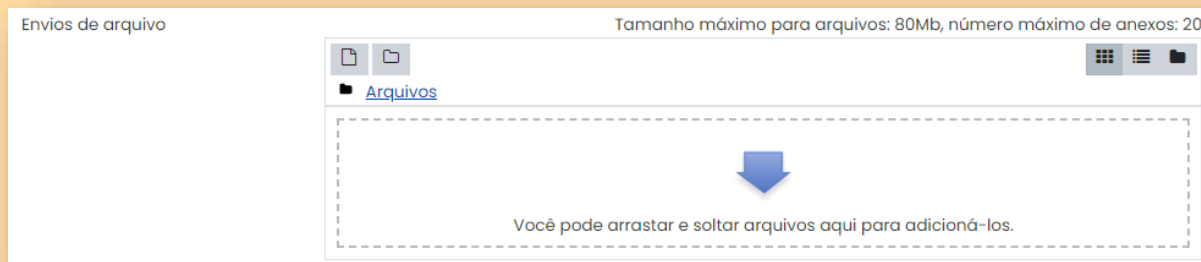 Envios de arquivo
Tamanho máximo para arquivos: 80Mb, número máximo de anexos: 20
Arquivos
Você pode arrastar e soltar arquivos aqui para adicioná-los.